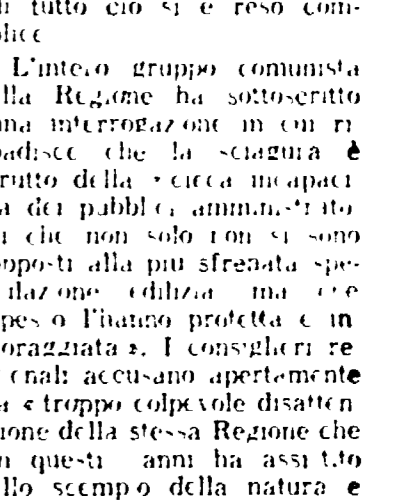 di tutto ciò si è reso com-
plice
L'intero gruppo comunista
alla Regione ha sottoscritto
una interrogazione in cui ri
badisce che la sciagura è
frutto della « cieca incapaci
tà dei pubblici amministrato
ri che non solo non si sono
opposti alla più sfrenata spe-
culazione edilizia ma che
spesso l'hanno protetta e in
coraggiata ». I consiglieri re
gionali accusano apertamente
la « troppo colpevole disatten
zione della stessa Regione che
in questi anni ha assistito
allo scempio della natura e